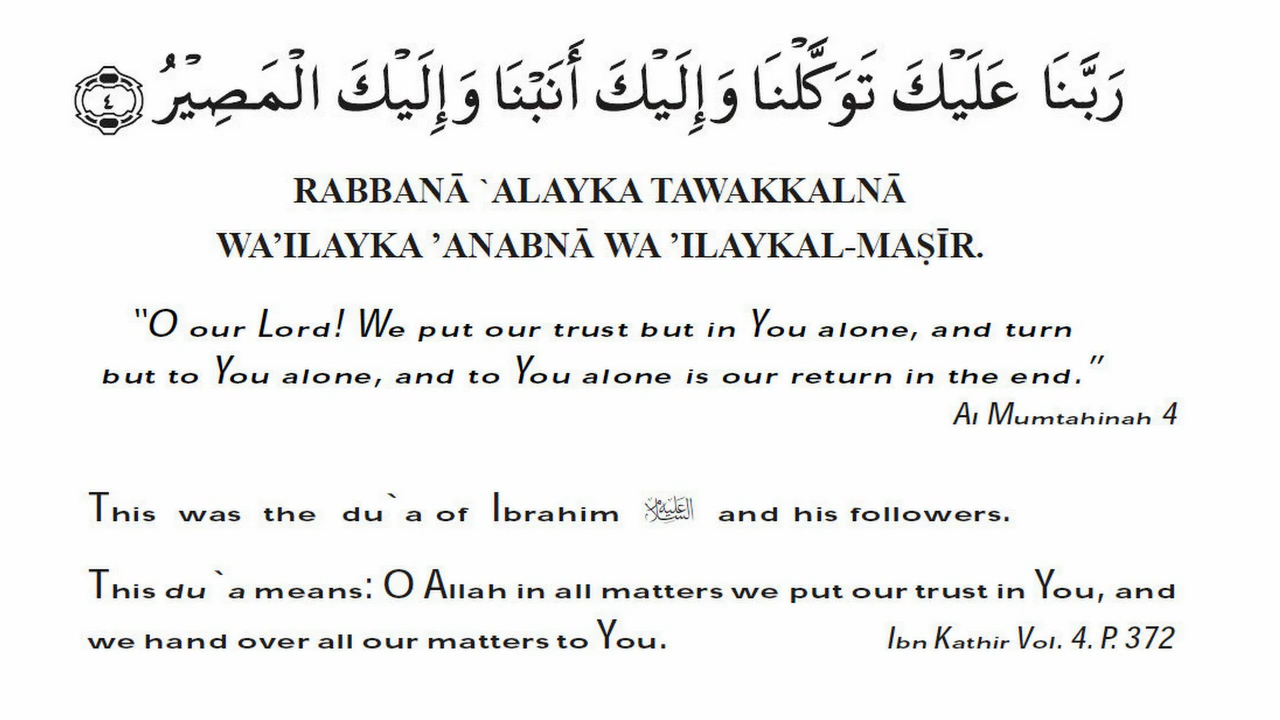 رَبَّنَا عَلَيْكَ تَوَكَّلْنَا وَإِلَيْكَ أَنَبْنَا وَإِلَيْكَ الْمَصِيْرُ ٤
RABBANĀ `ALAYKA TAWAKKALNĀ
WA’ILAYKA ’ANABNĀ WA ’ILAYKAL-MAṢĪR.
"O our Lord! We put our trust but in You alone, and turn
but to You alone, and to You alone is our return in the end.”
Al Mumtahinah 4
This was the du`a of Ibrahim عليه السلام and his followers.
This du`a means: O Allah in all matters we put our trust in You, and
we hand over all our matters to You. Ibn Kathir Vol. 4. P. 372